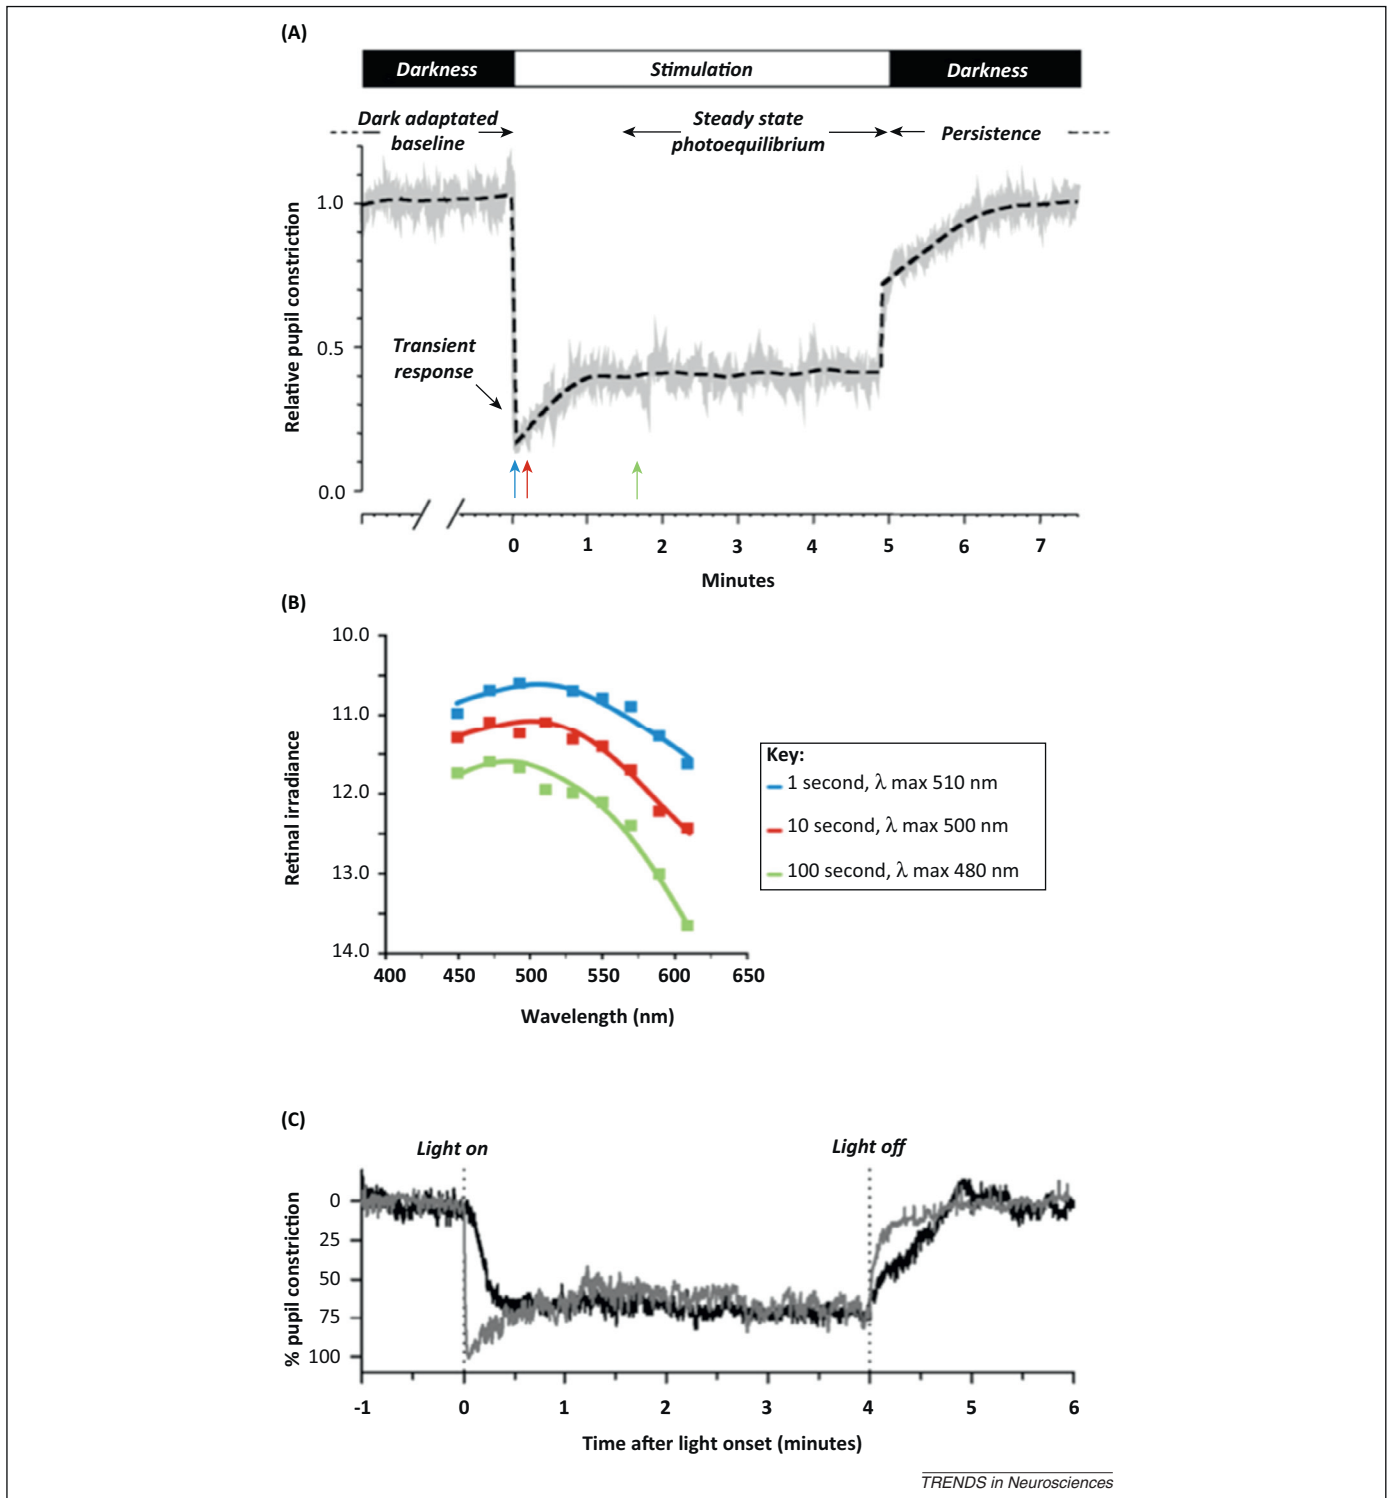 (A)
Darkness Stimulation Darkness
Dark adaptated
baseline
Steady state
photoequilibrium
Persistence
Relative pupil constriction
1.0
0.5
0.0
Transient
response
0 1 2 3 4 5 6 7
Minutes
(B)
Retinal irradiance
10.0
11.0
12.0
13.0
14.0
400 450 500 550 600 650
Wavelength (nm)
Key:
1 second, λ max 510 nm
10 second, λ max 500 nm
100 second, λ max 480 nm
(C)
Light on
Light off
% pupil constriction
0
25
50
75
100
-1 0 1 2 3 4 5 6
Time after light onset (minutes)
TRENDS in Neurosciences